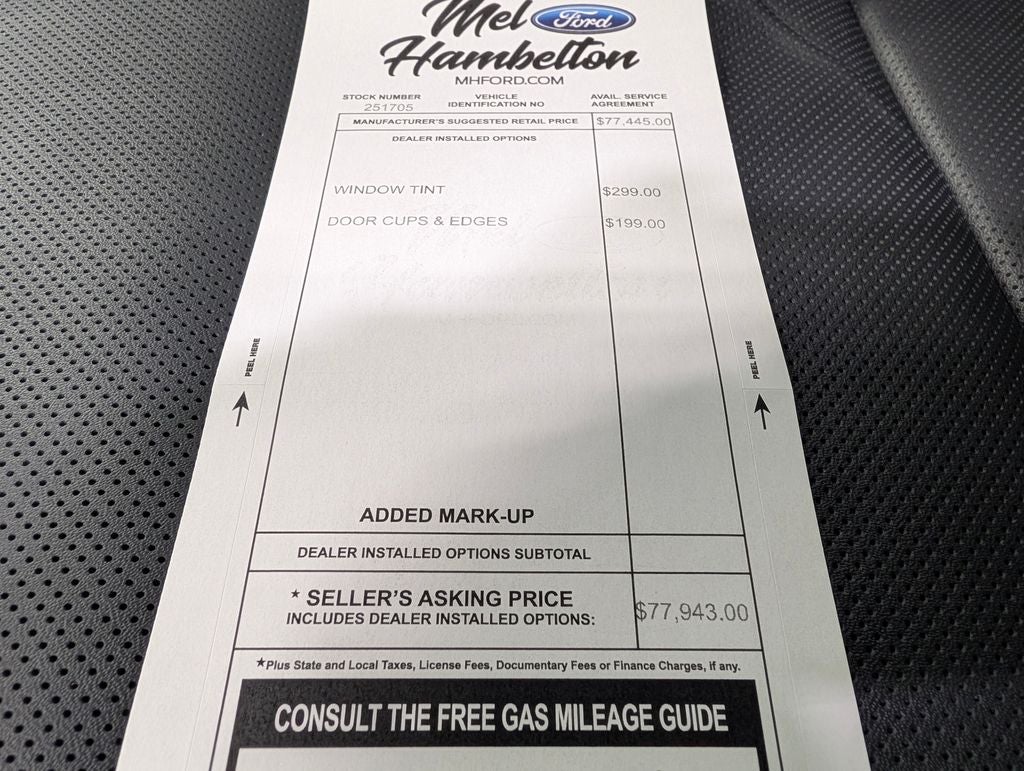 Mel Ford
Hambelton
MHFORD.COM
STOCK NUMBER
251705
VEHICLE
IDENTIFICATION NO
AVAIL. SERVICE
AGREEMENT
MANUFACTURER'S SUGGESTED RETAIL PRICE $77,445.00
DEALER INSTALLED OPTIONS
WINDOW TINT $299.00
DOOR CUPS & EDGES $199.00
PEEL HERE
PEEL HERE
ADDED MARK-UP
DEALER INSTALLED OPTIONS SUBTOTAL
* SELLER'S ASKING PRICE
INCLUDES DEALER INSTALLED OPTIONS: $77,943.00
*Plus State and Local Taxes, License Fees, Documentary Fees or Finance Charges, if any.
CONSULT THE FREE GAS MILEAGE GUIDE